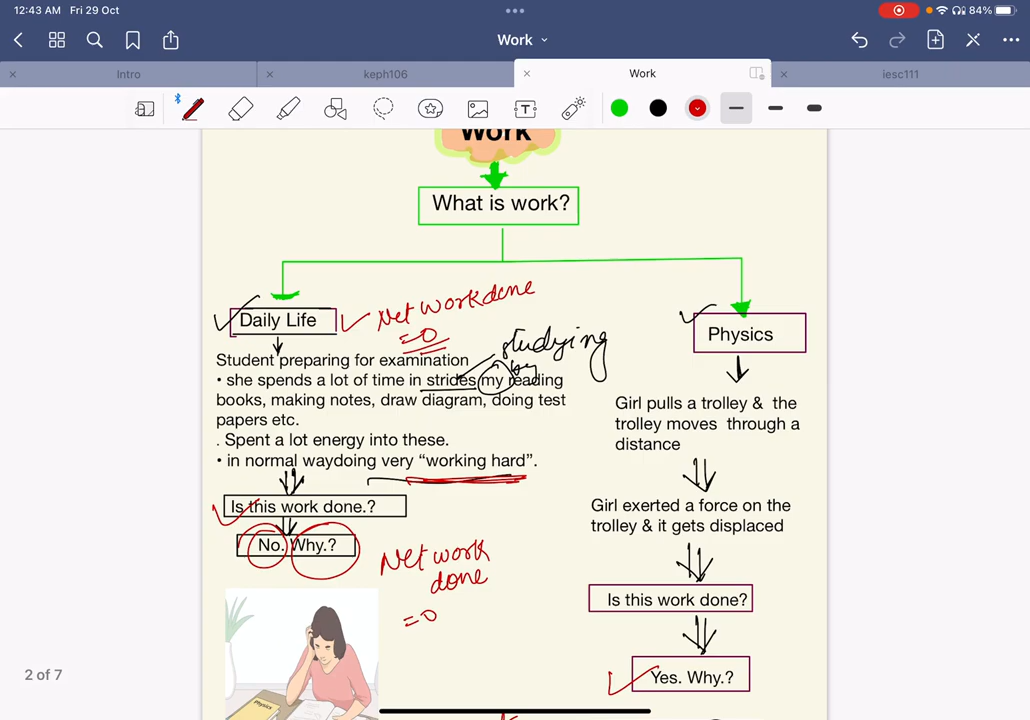 12:43 AM Fri 29 Oct
84%
Work
Intro
keph106
Work
iesc111
T
Work
What is work?
Daily Life
Net workdone
=0
studying
by
Physics
Student preparing for examination
• she spends a lot of time in strides my reading
books, making notes, draw diagram, doing test
papers etc.
. Spent a lot energy into these.
• in normal waydoing very “working hard”.
Is this work done.?
No. Why.?
Net work
done
=0
Physics
Girl pulls a trolley & the
trolley moves through a
distance
Girl exerted a force on the
trolley & it gets displaced
Is this work done?
Yes. Why.?
2 of 7